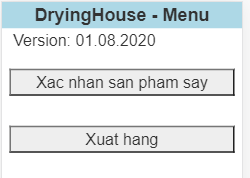 DryingHouse - Menu
Version: 01.08.2020
Xac nhan san pham say
Xuat hang